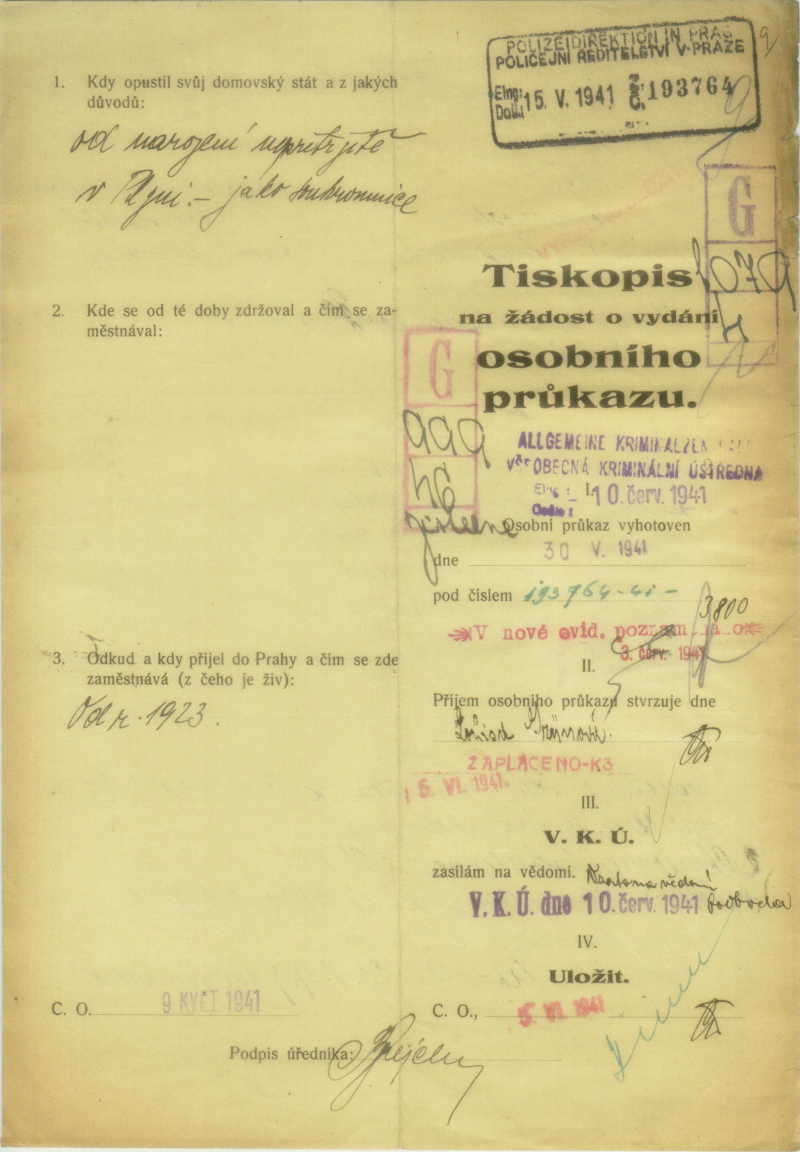 1. Kdy opustil svůj domovský stát a z jakých
důvodů:
od narození nepřetržitě
v
2. Kde se od té doby zdržoval a čím se za-
městnával:
3. Odkud a kdy přijel do Prahy a čím se zde
zaměstnává (z čeho je živ):
Od r. 1923.
C. O. 9 KVĚT 1941
Podpis úředníka:
POLIZEIDIREKTION IN PRAG
POLICEJNÍ ŘEDITELSTVÍ V PRAZE
15. V. 1941 Č. 193764
G
Tiskopis
na žádost o vydání
osobního
průkazu.
G
999
ALLGEMEINE
VŠEOBECNÁ KRIMINÁLNÍ ÚSTŘEDNA
I.
10. červ. 1941
Osobní průkaz vyhotoven
dne 30 V. 1941
pod číslem 193764-41-
3800
V nové evid. pozn
3. červ. 1941
II.
Příjem osobního průkazu stvrzuje dne
ZAPLACENO-K3
5. VI. 1941.
III.
V. K. Ú.
zasílám na vědomí.
V. K. Ú. dne 10. červ. 1941
IV.
Uložit.
C. O., 5. VI. 1941